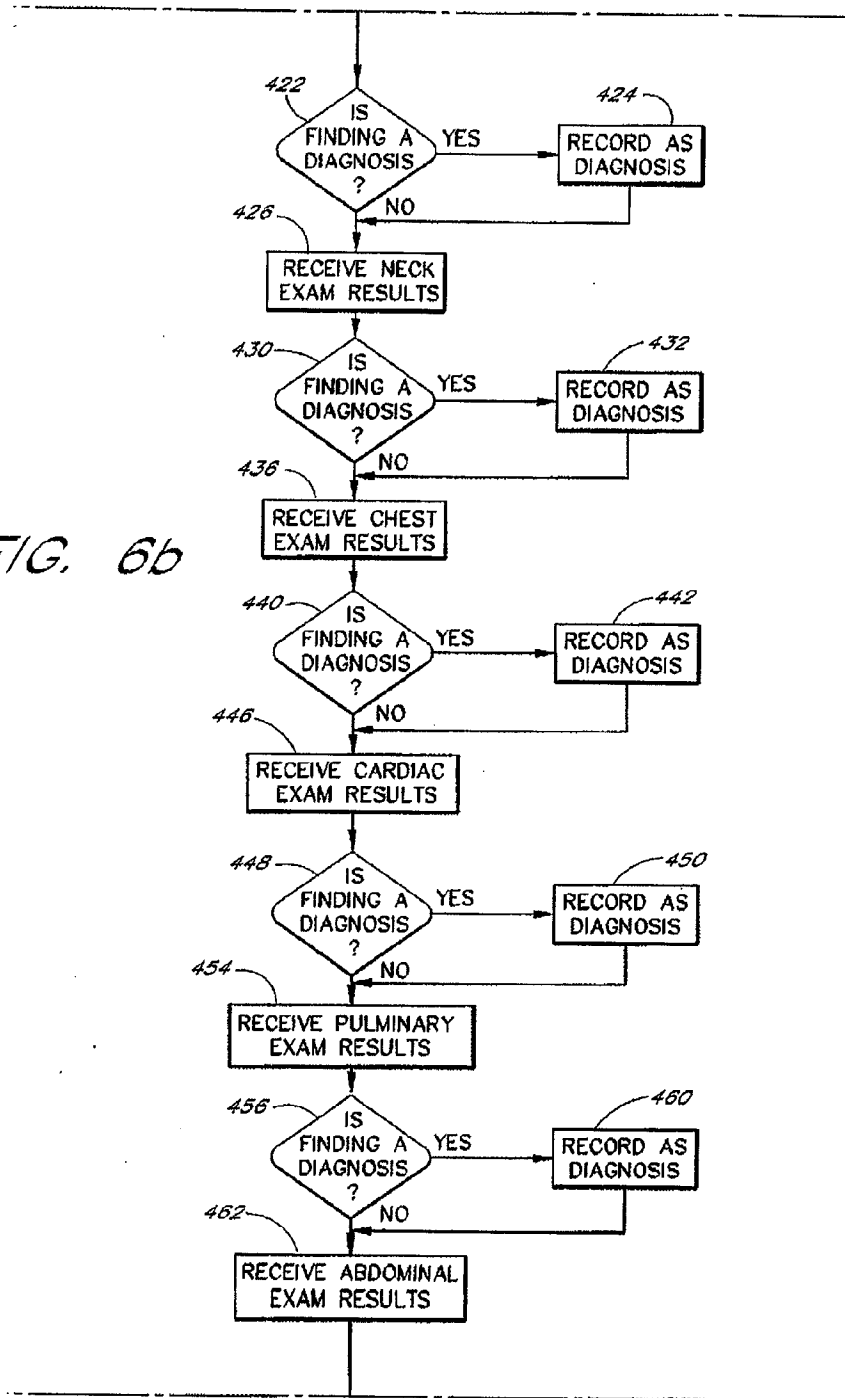 422
IS
FINDING A
DIAGNOSIS
?
YES
424
RECORD AS
DIAGNOSIS
NO
426
RECEIVE NECK
EXAM RESULTS
430
IS
FINDING A
DIAGNOSIS
?
YES
432
RECORD AS
DIAGNOSIS
NO
436
RECEIVE CHEST
EXAM RESULTS
FIG. 6b
440
IS
FINDING A
DIAGNOSIS
?
YES
442
RECORD AS
DIAGNOSIS
NO
446
RECEIVE CARDIAC
EXAM RESULTS
448
IS
FINDING A
DIAGNOSIS
?
YES
450
RECORD AS
DIAGNOSIS
NO
454
RECEIVE PULMINARY
EXAM RESULTS
456
IS
FINDING A
DIAGNOSIS
?
YES
460
RECORD AS
DIAGNOSIS
NO
462
RECEIVE ABDOMINAL
EXAM RESULTS